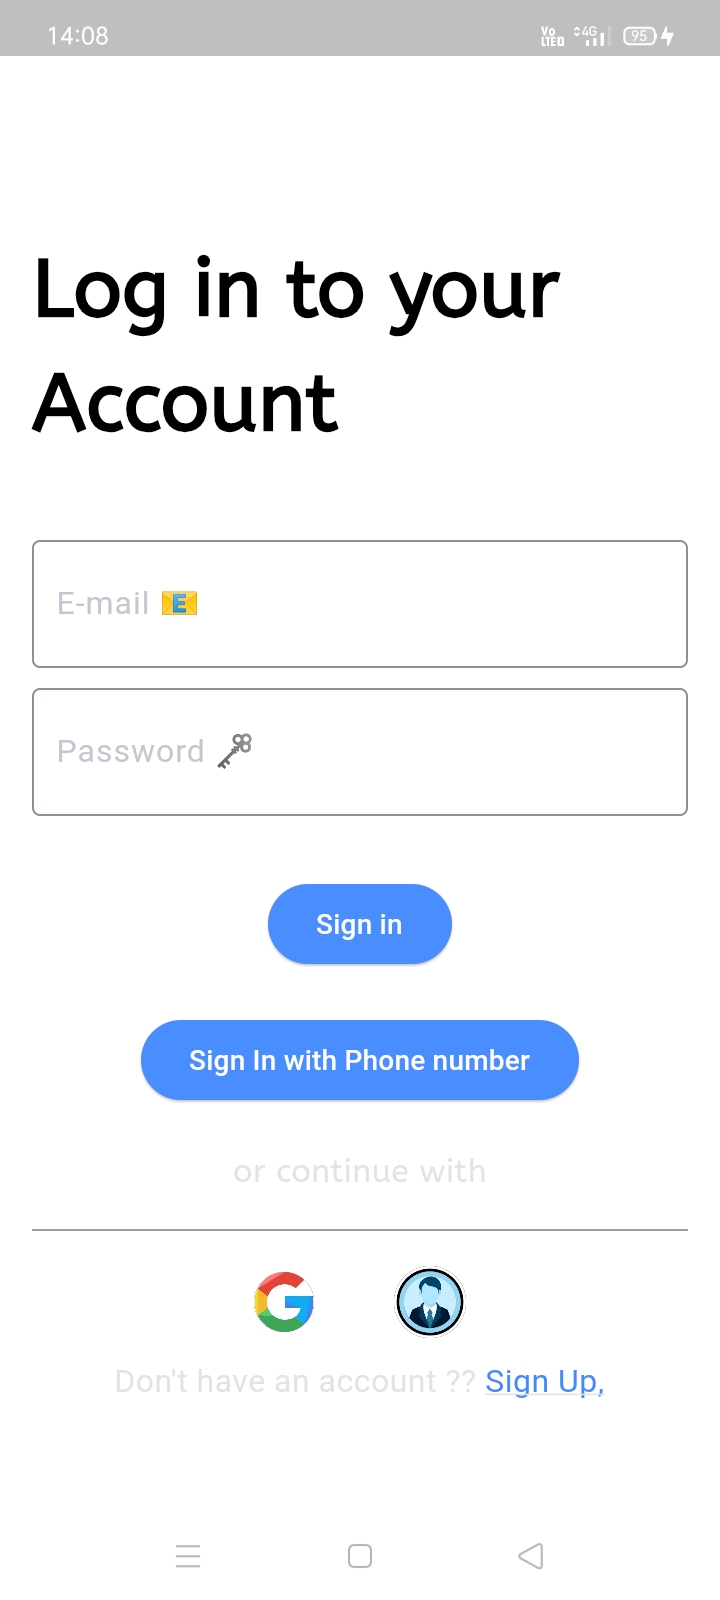 14:08 Vo LTE 4G 95
Log in to your
Account
E-mail 📧
Password 🗝
Sign in
Sign In with Phone number
or continue with
Don't have an account ?? Sign Up,